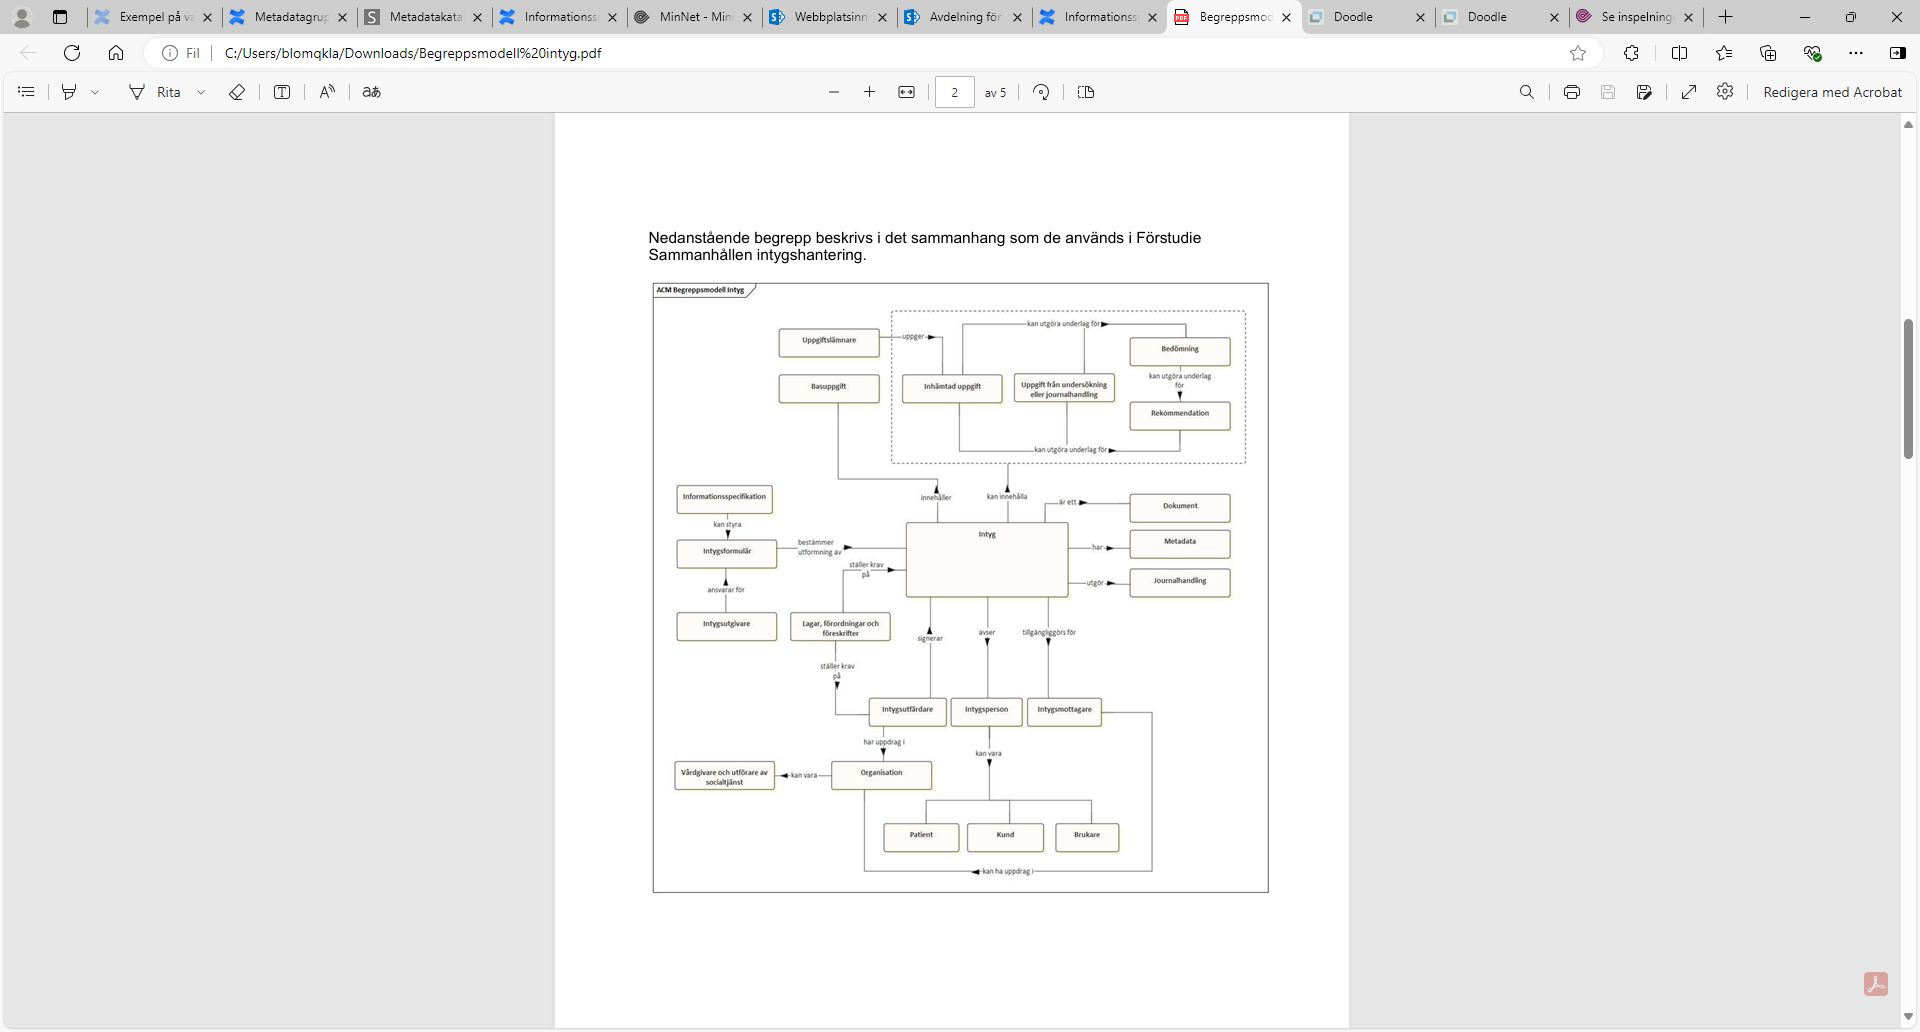 Exempel på va
Metadatagrup
Metadatakata
Informationss
MinNet - MinN
Webbplatsinn
Avdelning för
Informationss
Begreppsmod
Doodle
Doodle
Se inspelning
Fil
C:/Users/blomqkla/Downloads/Begreppsmodell%20intyg.pdf
Rita
2
av 5
Redigera med Acrobat
Nedanstående begrepp beskrivs i det sammanhang som de används i Förstudie
Sammanhållen intygshantering.
ACM Begreppsmodell Intyg
kan utgöra underlag för
Uppgiftslämnare
uppger
Bedömning
kan utgöra underlag
för
Basuppgift
Inhämtad uppgift
Uppgift från undersökning
eller journalhandling
Rekommendation
kan utgöra underlag för
Informationsspecifikation
innehåller
kan innehålla
är ett
Dokument
kan styra
Intyg
Intygsformulär
bestämmer
utformning av
har
Metadata
ställer krav
på
utgör
Journalhandling
ansvarar för
Intygsutgivare
Lagar, förordningar och
föreskrifter
signerar
avser
tillgängliggörs för
ställer krav
på
Intygsutfärdare
Intygsperson
Intygsmottagare
har uppdrag i
kan vara
Vårdgivare och utförare av
socialtjänst
kan vara
Organisation
Patient
Kund
Brukare
kan ha uppdrag i